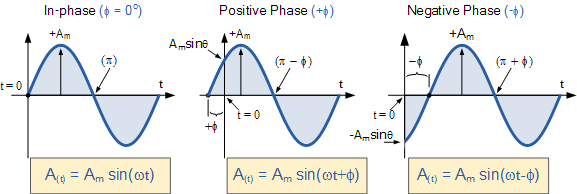 In-phase (ϕ = 0°)
+Aₘ
(π)
t = 0
t
A₍ₜ₎ = Aₘ sin(ωt)
Positive Phase (+ϕ)
Aₘsinθ
+Aₘ
(π − ϕ)
t
t = 0
+ϕ
A₍ₜ₎ = Aₘ sin(ωt+ϕ)
Negative Phase (-ϕ)
+Aₘ
-ϕ
(π + ϕ)
t
t = 0
-Aₘsinθ
A₍ₜ₎ = Aₘ sin(ωt-ϕ)